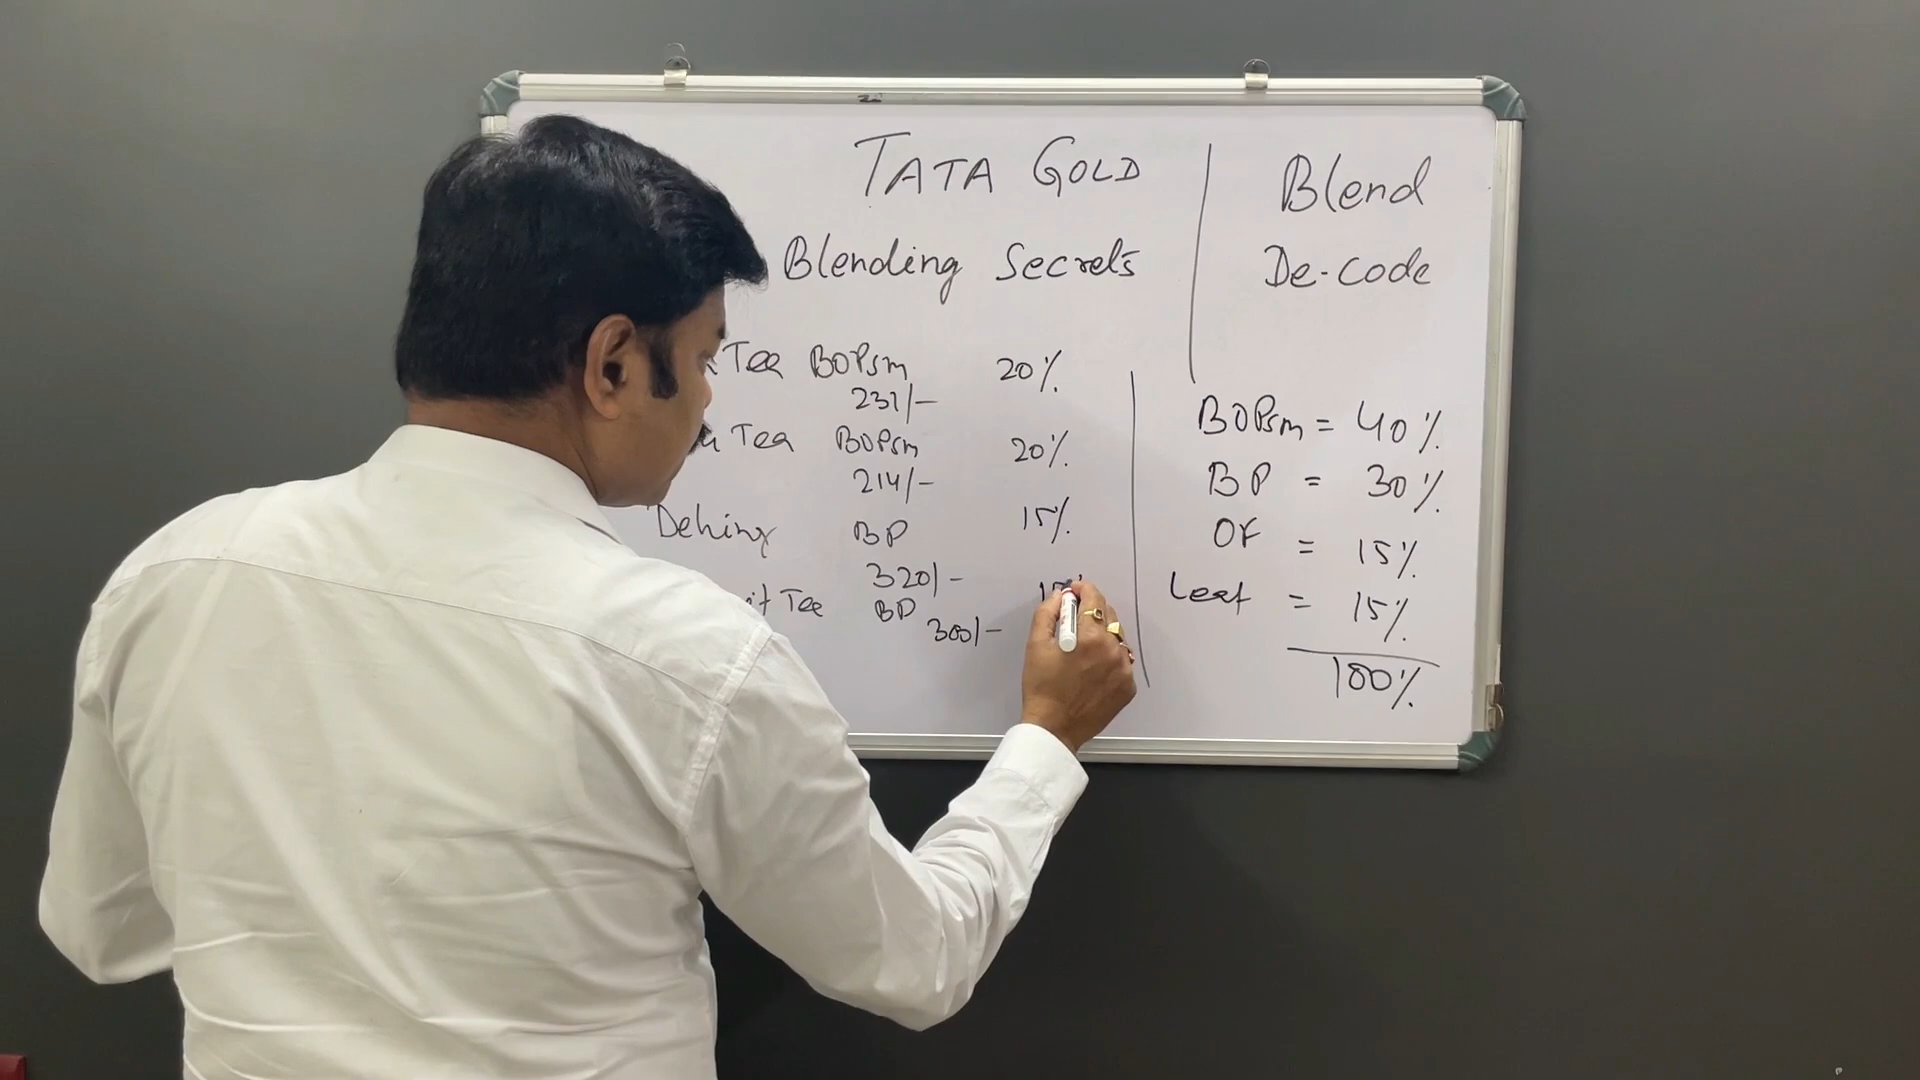 TATA GOLD
Blending Secrets
Tea BOPsm 20%
231/-
Tea BOPsm 20%
214/-
Dehing BP 15%
320/-
Tea BP
300/-
Blend
De-code
BOPsm = 40%
BP = 30%
OF = 15%
Leaf = 15%
100%